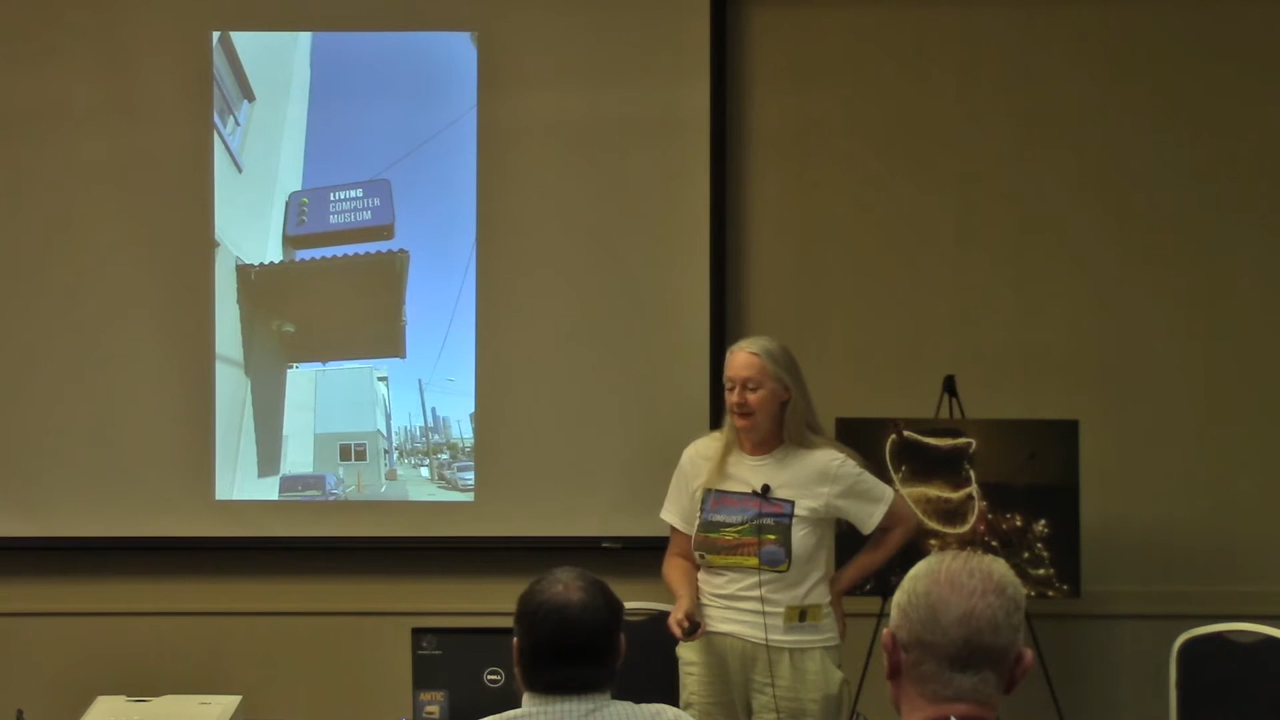 LIVING
COMPUTER
MUSEUM
COMPUTER FESTIVAL
DELL
ANTIC